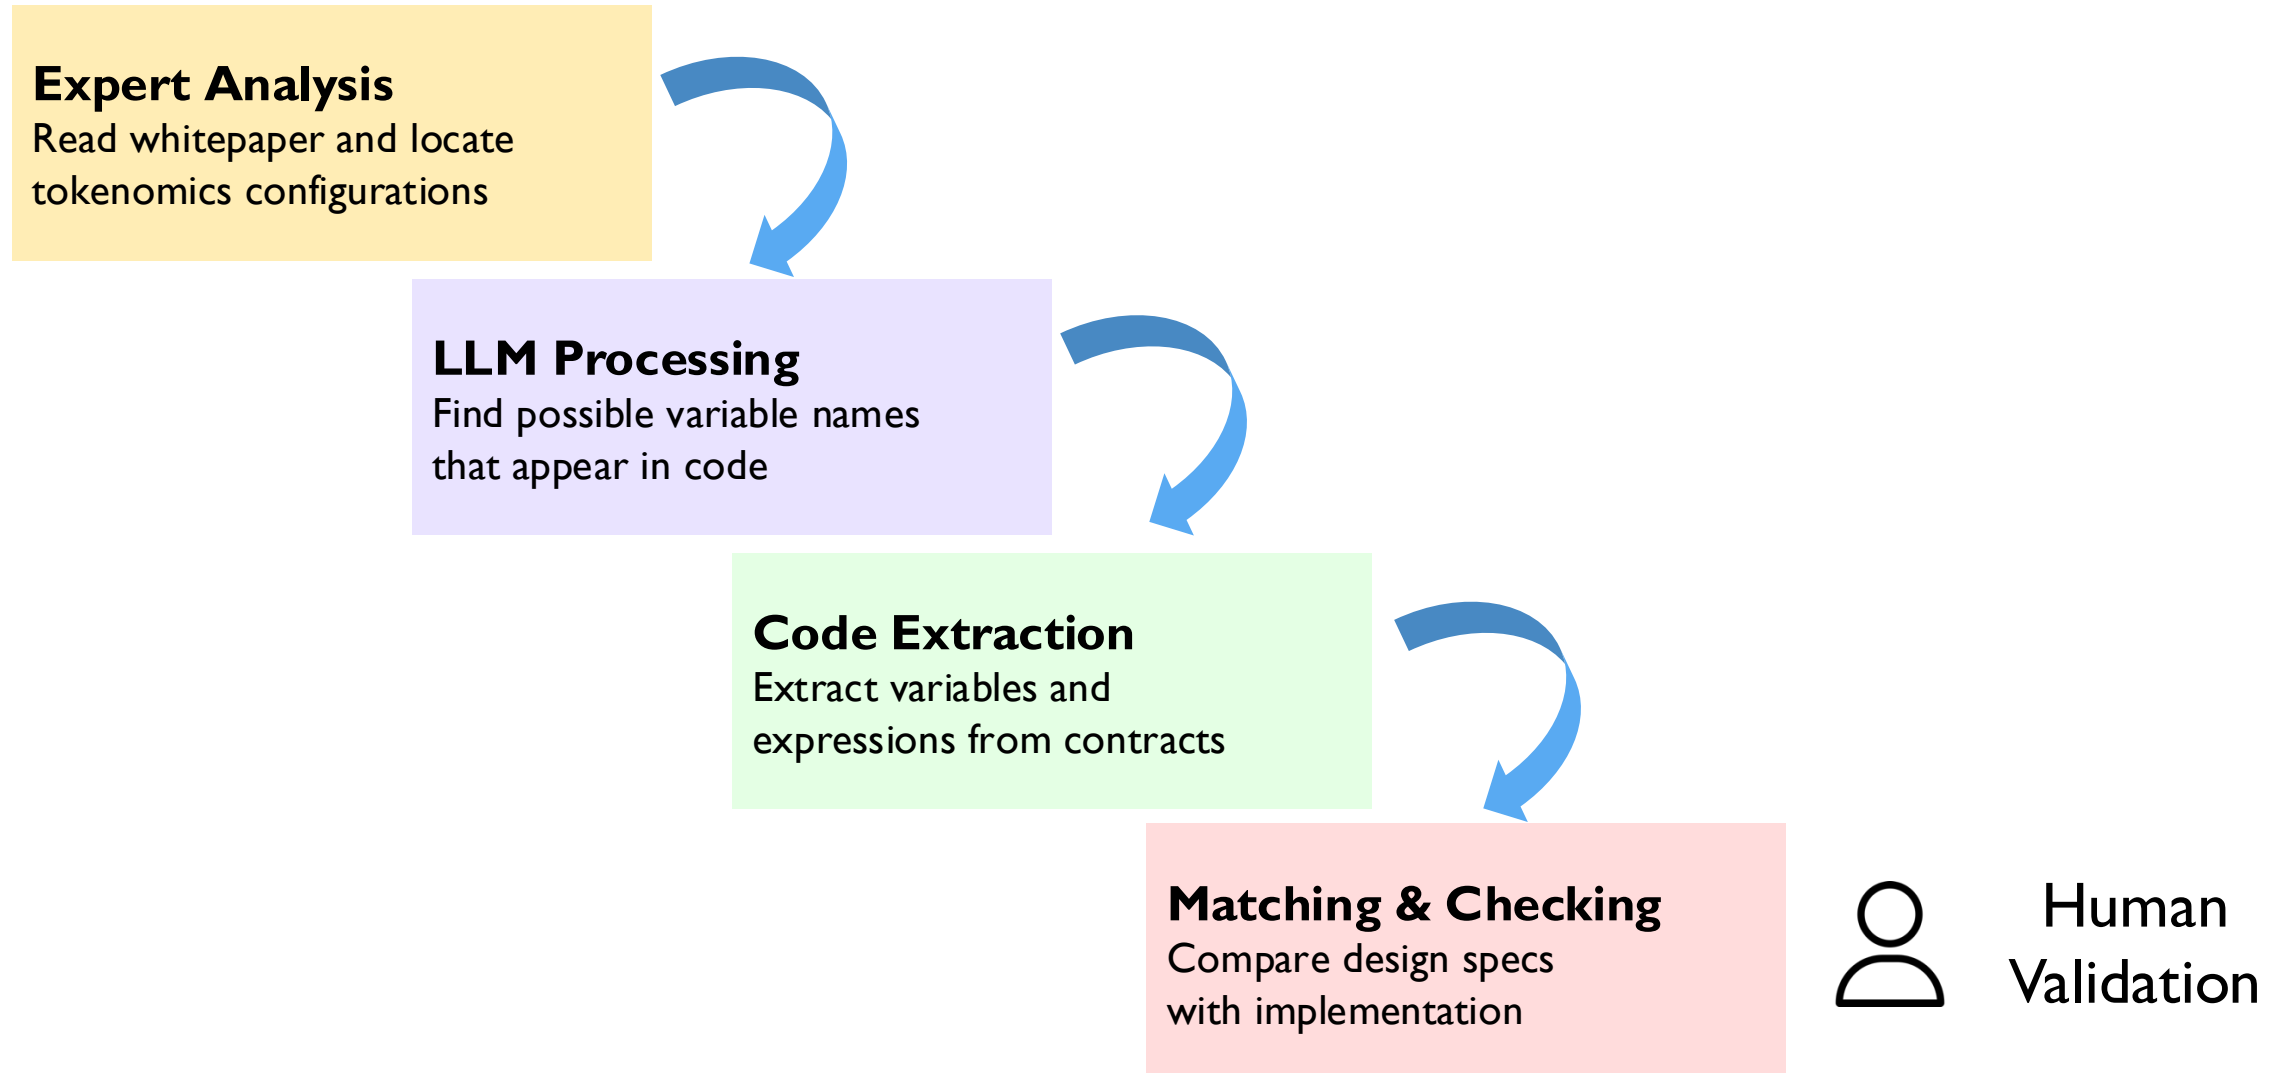 Expert Analysis
Read whitepaper and locate
tokenomics configurations
LLM Processing
Find possible variable names
that appear in code
Code Extraction
Extract variables and
expressions from contracts
Matching & Checking
Compare design specs
with implementation
Human
Validation